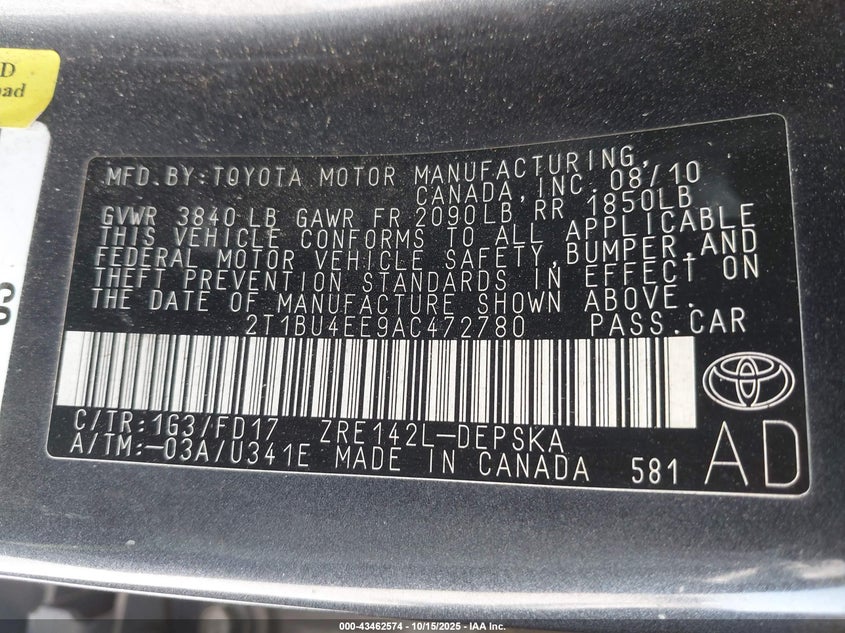 D
ad
MFD.BY:TOYOTA MOTOR MANUFACTURING,
CANADA,INC. 08/10
GVWR 3840 LB GAWR FR 2090LB RR 1850LB
THIS VEHICLE CONFORMS TO ALL APPLICABLE
FEDERAL MOTOR VEHICLE SAFETY,BUMPER,AND
THEFT PREVENTION STANDARDS IN EFFECT ON
THE DATE OF MANUFACTURE SHOWN ABOVE.
2T1BU4EE9AC472780 PASS.CAR
C/TR:1G3/FD17 ZRE142L-DEPSKA
A/TM:-03A/U341E MADE IN CANADA 581
AD
000-43462574 - 10/15/2025 - IAA Inc.